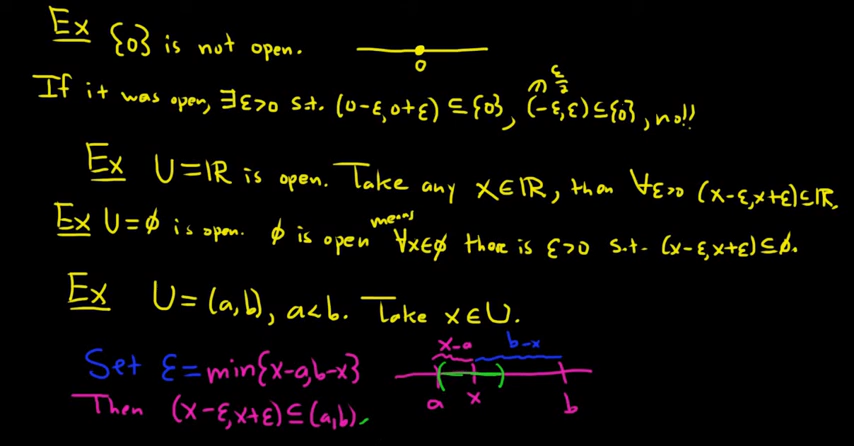 Ex {0} is not open.
0
If it was open, ∃ε>0 s.t. (0-ε,0+ε) ⊆ {0}, (-ε,ε) ⊆ {0}, no!!
ε/2
Ex U=ℝ is open. Take any x∈ℝ, then ∀ε>0 (x-ε,x+ε)⊆ℝ.
Ex U=∅ is open. ∅ is open means ∀x∈∅ there is ε>0 s.t. (x-ε,x+ε)⊆∅.
Ex U=(a,b), a<b. Take x∈U.
x-a b-x
Set ε=min{x-a,b-x}
a x b
Then (x-ε,x+ε)⊆(a,b).